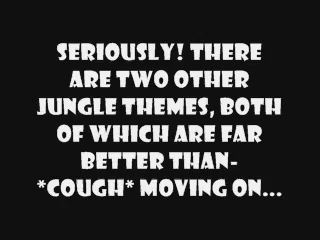 SERIOUSLY! THERE
ARE TWO OTHER
JUNGLE THEMES, BOTH
OF WHICH ARE FAR
BETTER THAN-
*COUGH* MOVING ON...